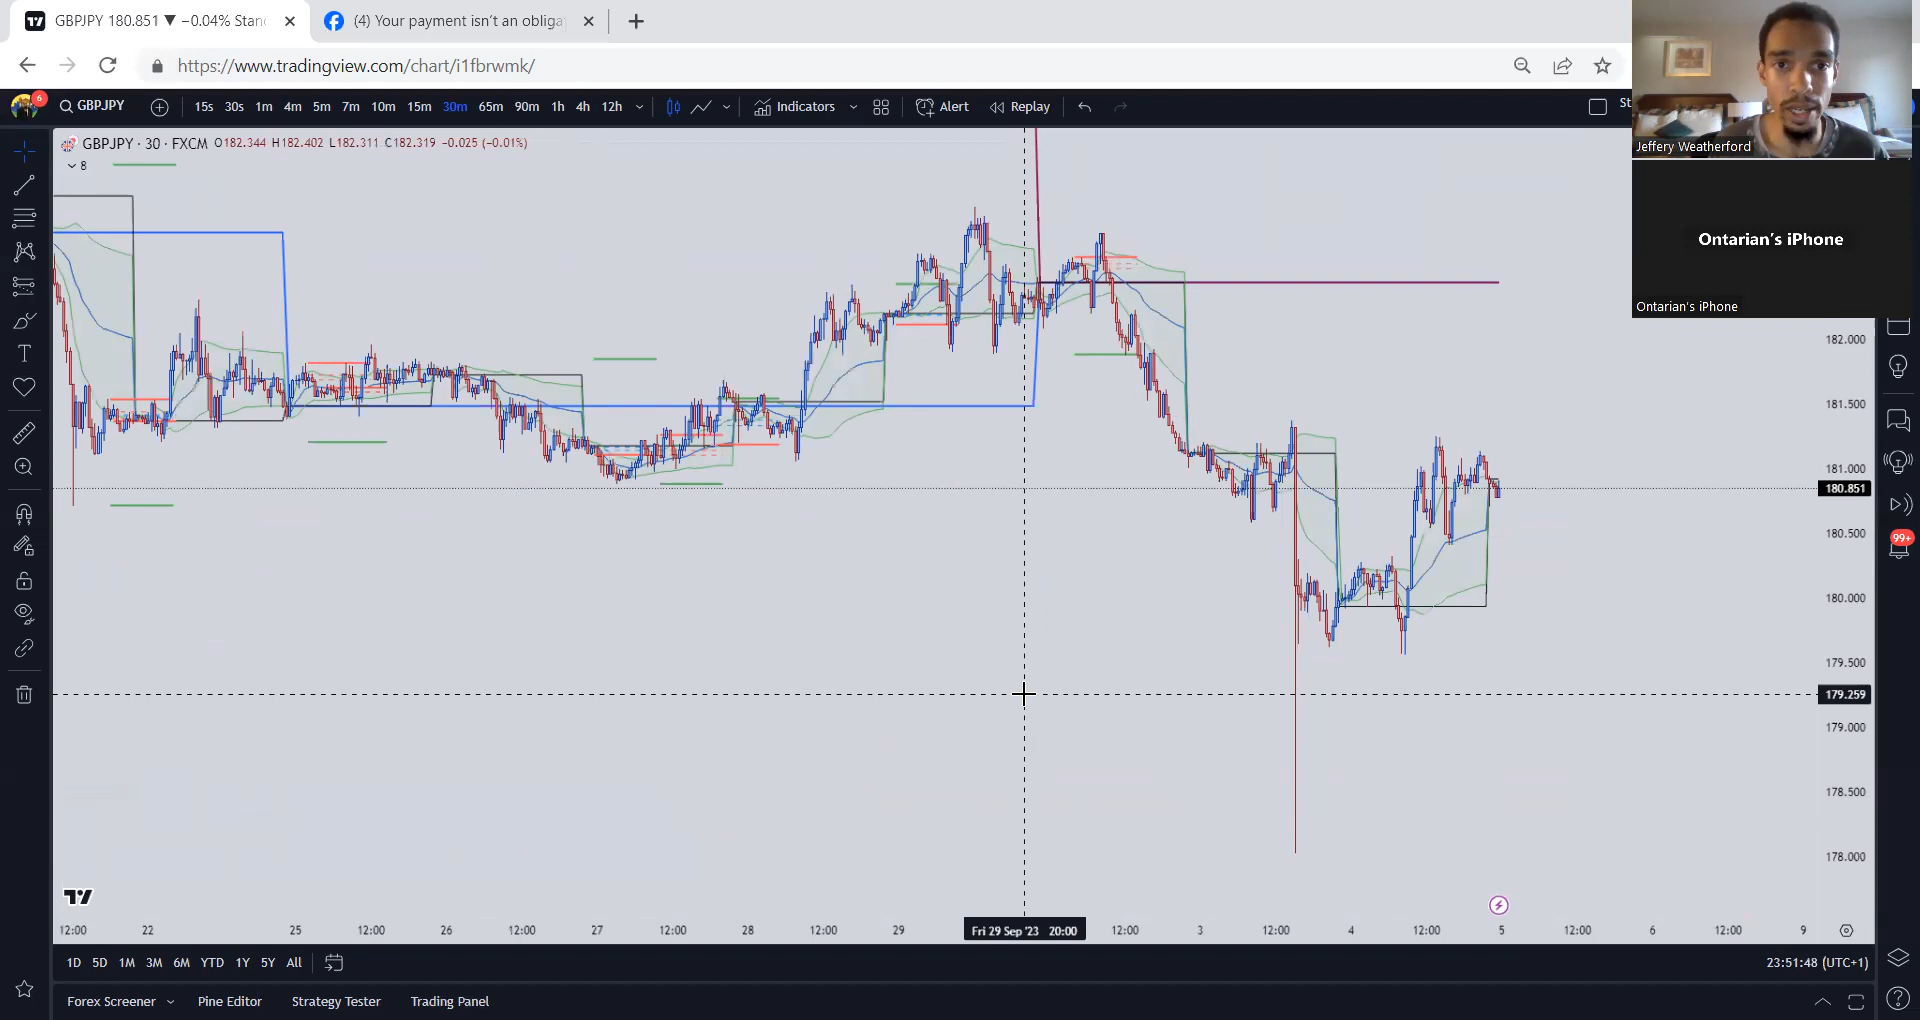 GBPJPY 180.851 ▼ −0.04% Stan
(4) Your payment isn't an obliga
https://www.tradingview.com/chart/i1fbrwmk/
6
GBPJPY
15s 30s 1m 4m 5m 7m 10m 15m 30m 65m 90m 1h 4h 12h
Indicators
Alert
Replay
St
GBPJPY · 30 · FXCM O182.344 H182.402 L182.311 C182.319 −0.025 (−0.01%)
8
Jeffery Weatherford
Ontarian's iPhone
Ontarian's iPhone
182.000
181.500
181.000
180.851
180.500
180.000
179.500
179.259
179.000
178.500
178.000
99+
12:00 22 25 12:00 26 12:00 27 12:00 28 12:00 29 Fri 29 Sep '23 20:00 12:00 3 12:00 4 12:00 5 12:00 6 12:00 9
1D 5D 1M 3M 6M YTD 1Y 5Y All
23:51:48 (UTC+1)
Forex Screener Pine Editor Strategy Tester Trading Panel